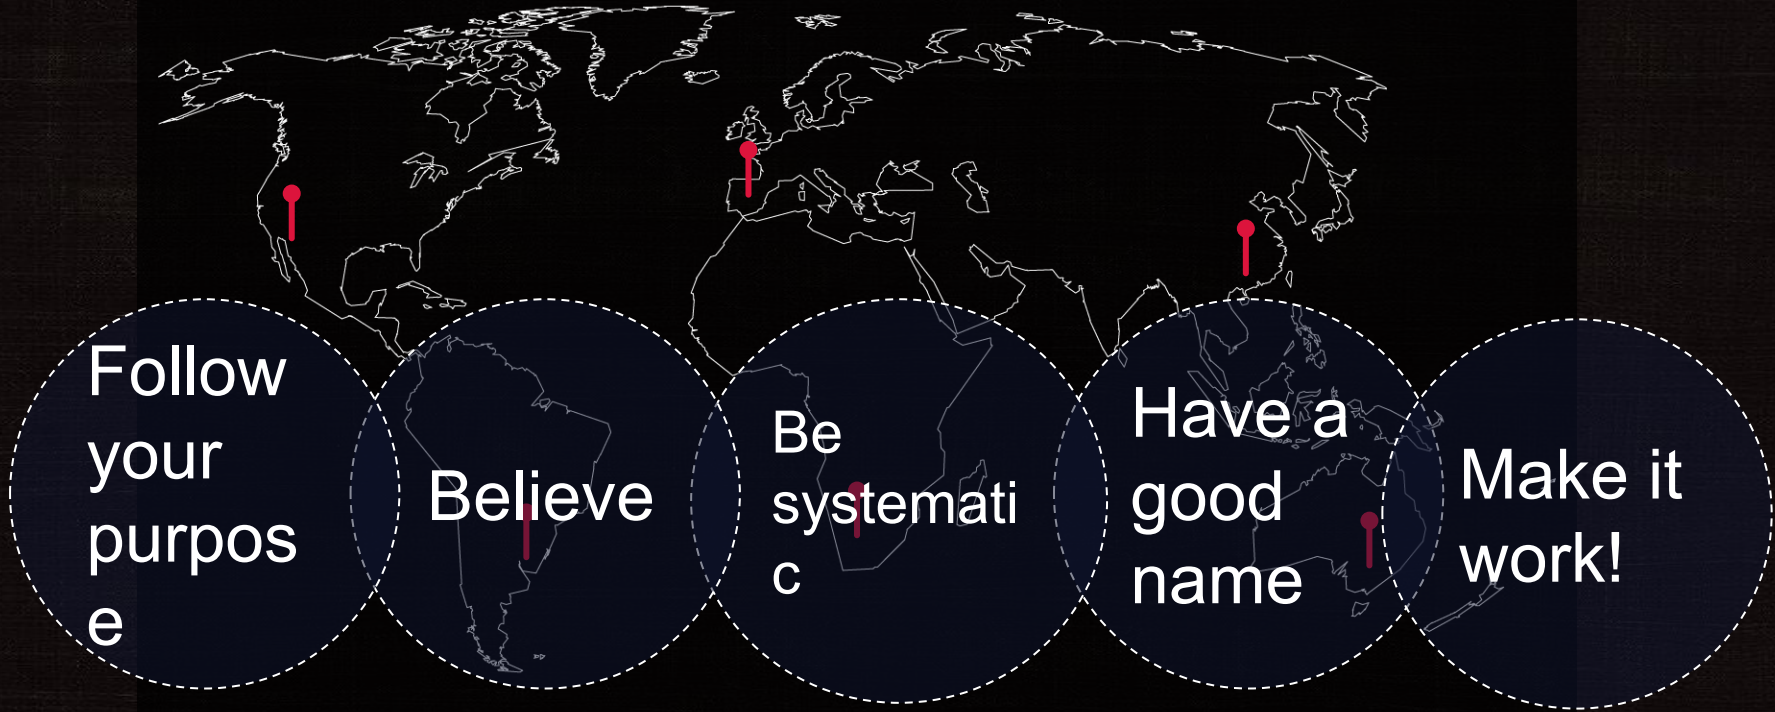 Follow
your
purpos
e
Believe
Be
systemati
c
Have a
good
name
Make it
work!